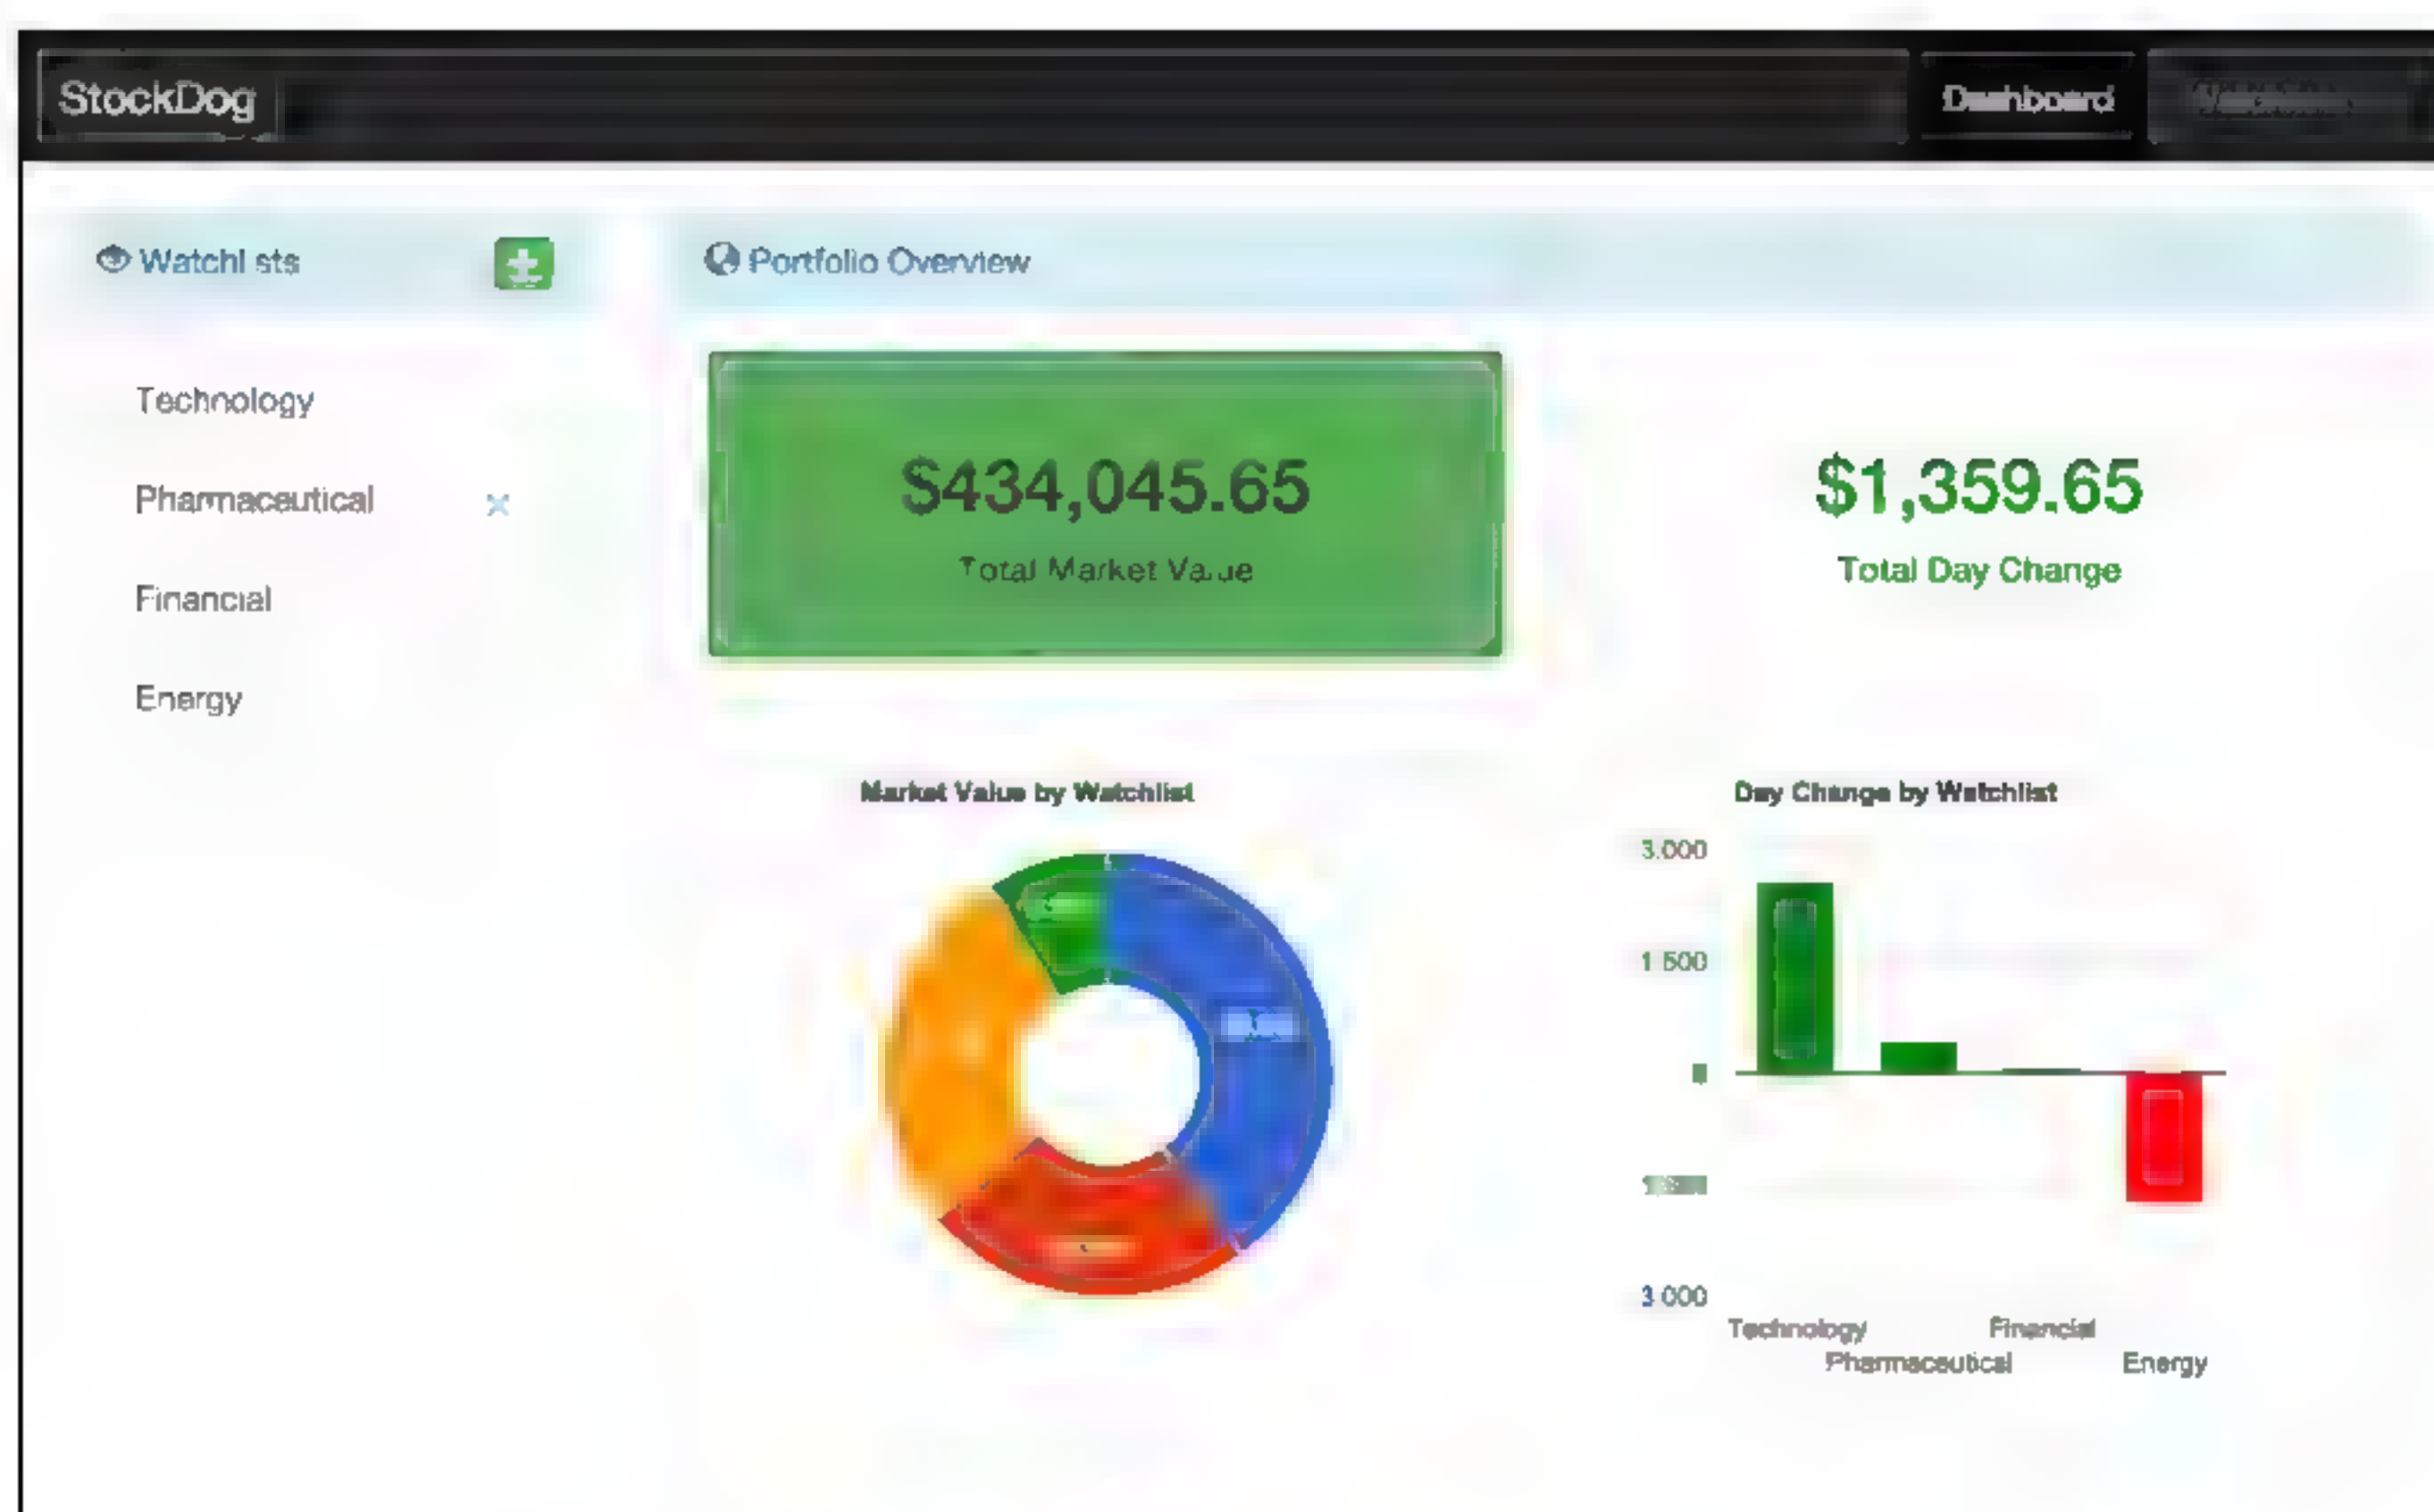 StockDog
Dashboard
Watchlists
Portfolio Overview
Technology
Pharmaceutical
Financial
Energy
$434,045.65
Total Market Value
$1,359.65
Total Day Change
Market Value by Watchlist
Day Change by Watchlist
3.000
1 500
3 000
Technology
Financial
Pharmaceutical
Energy